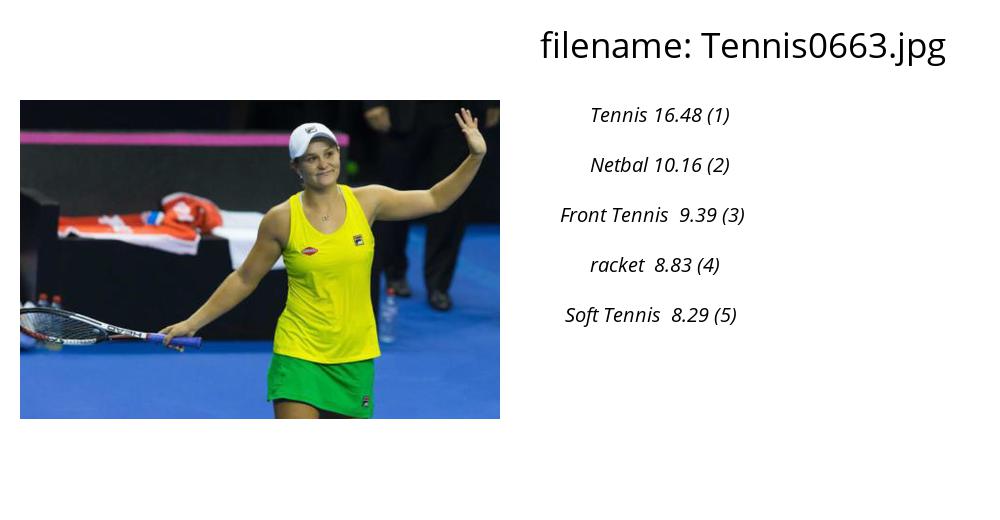 filename: Tennis0663.jpg
Tennis 16.48 (1)
Netbal 10.16 (2)
Front Tennis 9.39 (3)
racket 8.83 (4)
Soft Tennis 8.29 (5)
HEAD